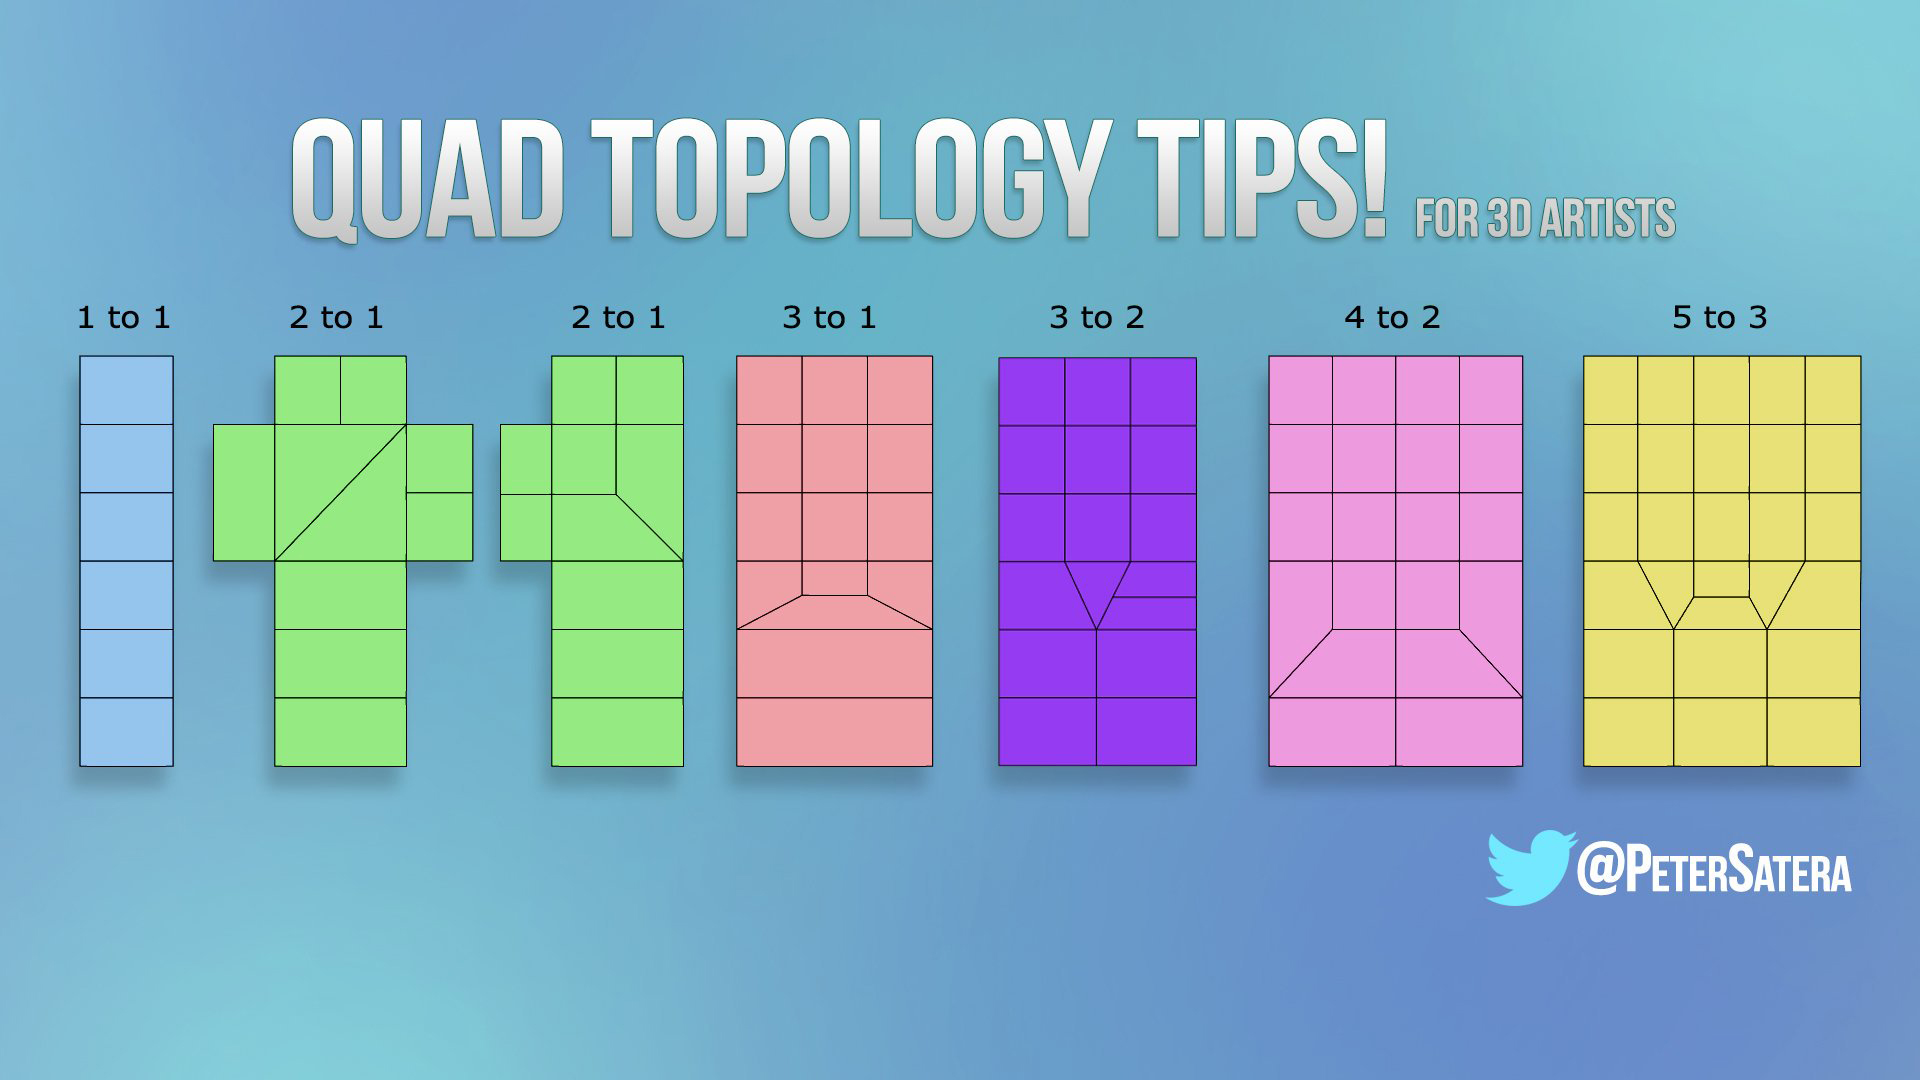 QUAD TOPOLOGY TIPS! FOR 3D ARTISTS
1 to 1
2 to 1
2 to 1
3 to 1
3 to 2
4 to 2
5 to 3
@PETERSATERA